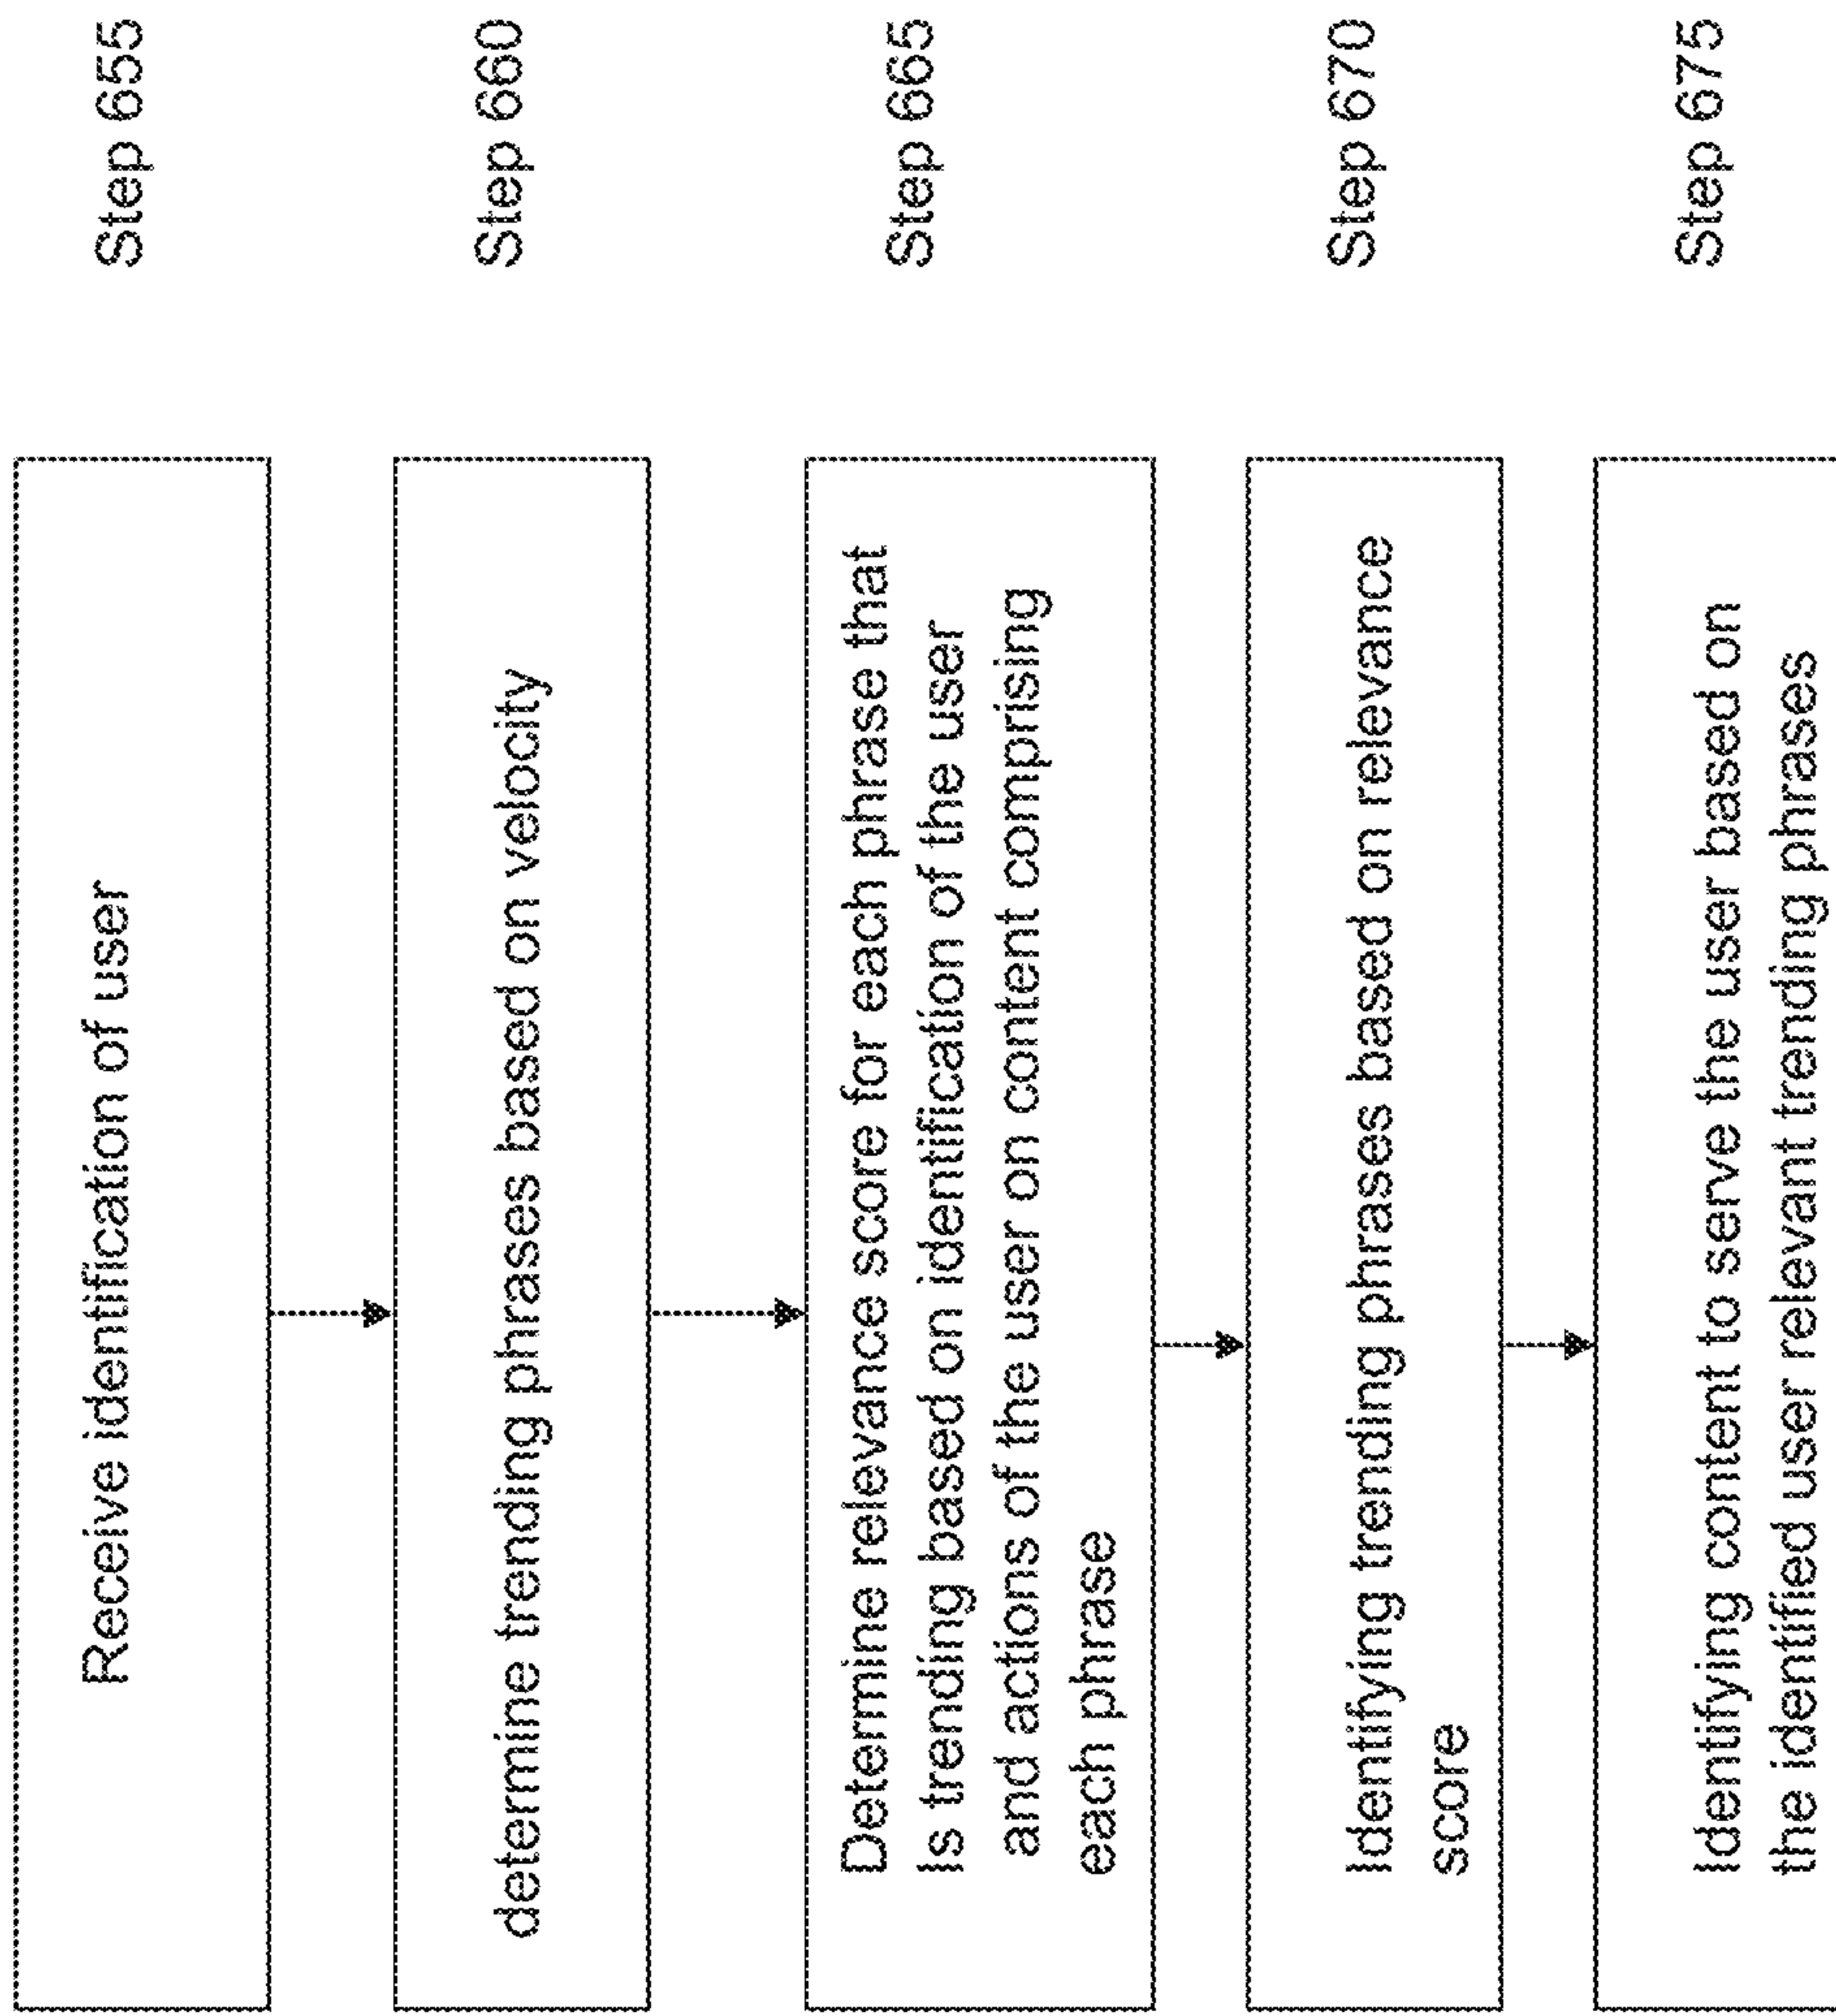 Receive identification of user
Step 655
determine trending phrases based on velocity
Step 660
Determine relevance score for each phrase that
Is trending based on identification of the user
and actions of the user on content comprising
each phrase
Step 665
Identifying trending phrases based on relevance
score
Step 670
Identifying content to serve the user based on
the identified user relevant trending phrases
Step 675